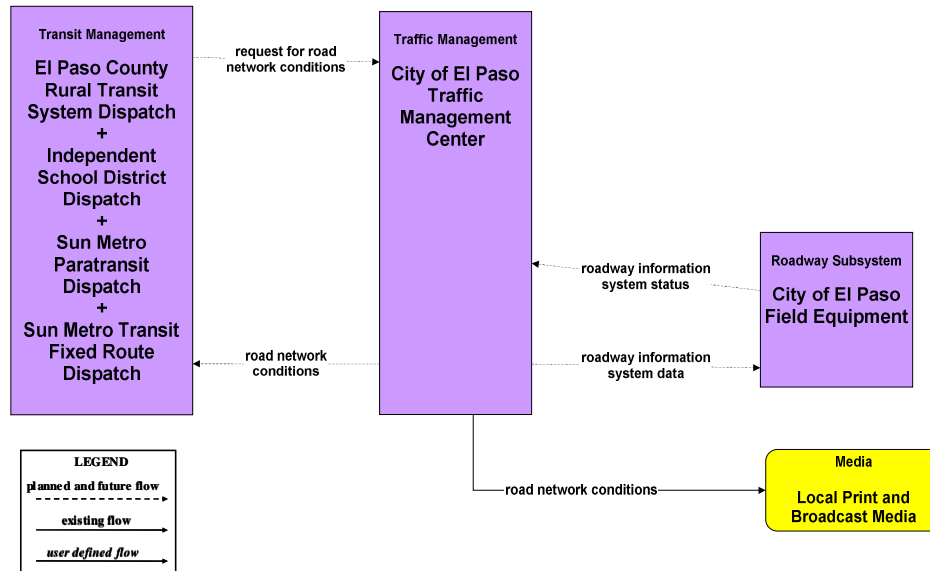 Transit Management
El Paso County
Rural Transit
System Dispatch
+
Independent
School District
Dispatch
+
Sun Metro
Paratransit
Dispatch
+
Sun Metro Transit
Fixed Route
Dispatch
request for road
network conditions
road network
conditions
Traffic Management
City of El Paso
Traffic
Management
Center
roadway information
system status
roadway information
system data
Roadway Subsystem
City of El Paso
Field Equipment
road network conditions
Media
Local Print and
Broadcast Media
LEGEND
planned and future flow
existing flow
user defined flow